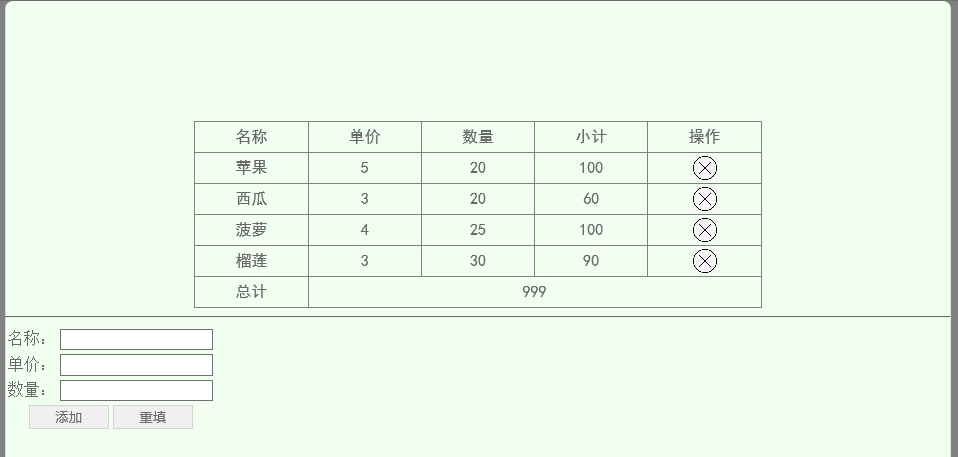 名称 单价 数量 小计 操作
苹果 5 20 100
西瓜 3 20 60
菠萝 4 25 100
榴莲 3 30 90
总计 999
名称：
单价：
数量：
添加 重填